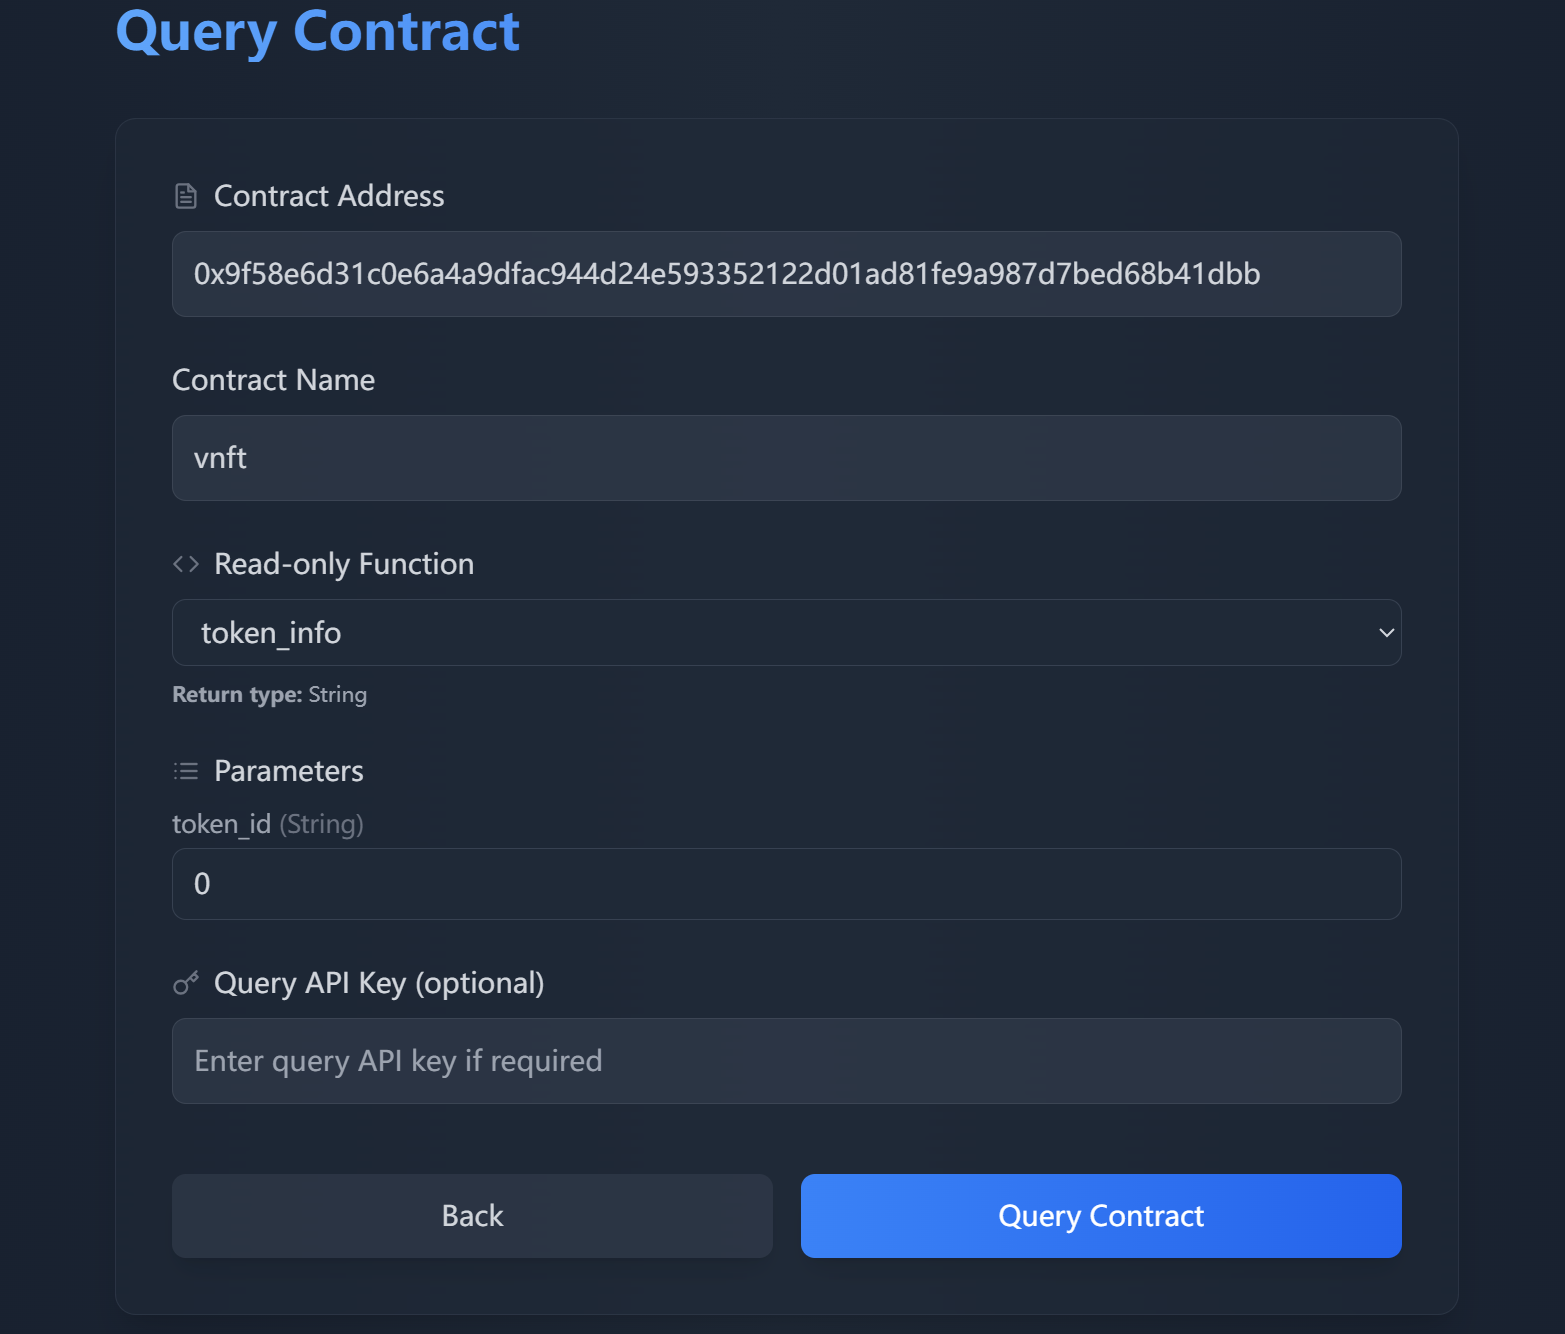 Query Contract
Contract Address
0x9f58e6d31c0e6a4a9dfac944d24e593352122d01ad81fe9a987d7bed68b41dbb
Contract Name
vnft
Read-only Function
token_info
Return type: String
Parameters
token_id (String)
0
Query API Key (optional)
Enter query API key if required
Back
Query Contract